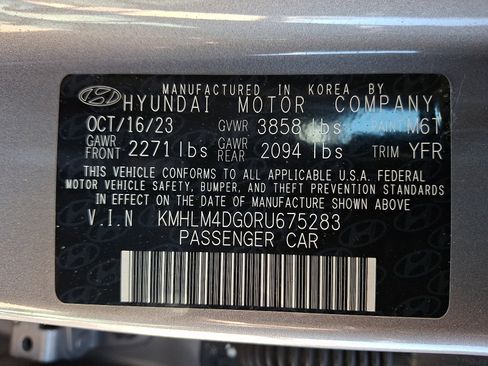 MANUFACTURED IN KOREA BY
HYUNDAI MOTOR COMPANY
OCT/16/23 GVWR 3858 lbs PAINT M6T
GAWR FRONT 2271 lbs GAWR REAR 2094 lbs TRIM YFR
THIS VEHICLE CONFORMS TO ALL APPLICABLE U.S.A. FEDERAL
MOTOR VEHICLE SAFETY, BUMPER, AND THEFT PREVENTION STANDARDS
IN EFFECT ON THE DATE OF MANUFACTURE SHOWN ABOVE.
V.I.N KMHLM4DG0RU675283
PASSENGER CAR